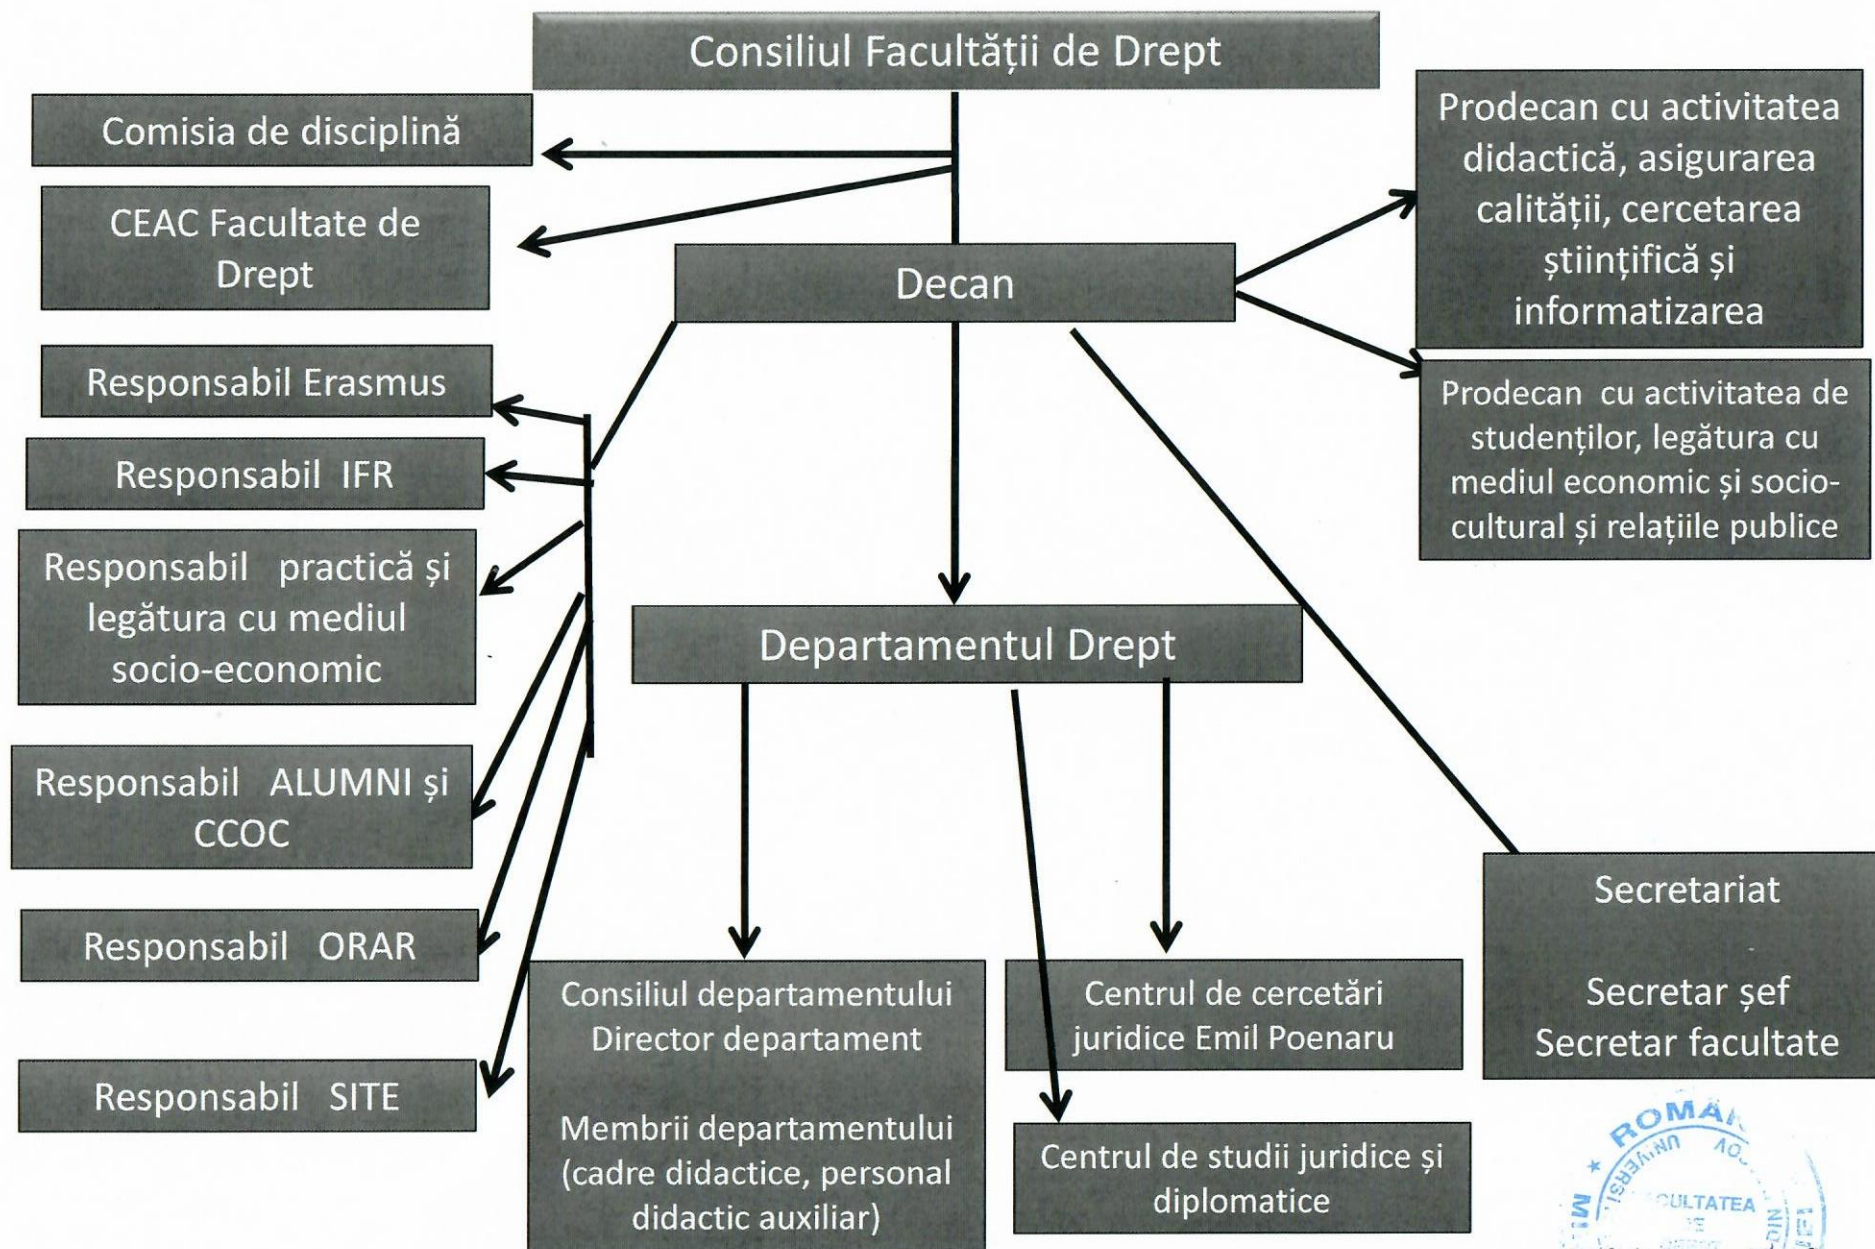 Consiliul Facultății de Drept
Comisia de disciplină
CEAC Facultate de
Drept
Decan
Prodecan cu activitatea
didactică, asigurarea
calității, cercetarea
științifică și
informatizarea
Prodecan cu activitatea de
studenților, legătura cu
mediul economic și socio-
cultural și relațiile publice
Responsabil Erasmus
Responsabil IFR
Responsabil practică și
legătura cu mediul
socio-economic
Responsabil ALUMNI și
CCOC
Responsabil ORAR
Responsabil SITE
Departamentul Drept
Consiliul departamentului
Director departament
Membrii departamentului
(cadre didactice, personal
didactic auxiliar)
Centrul de cercetări
juridice Emil Poenaru
Centrul de studii juridice și
diplomatice
Secretariat
Secretar șef
Secretar facultate